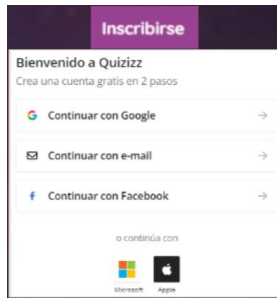 Inscribirse
Bienvenido a Quizizz
Crea una cuenta gratis en 2 pasos
Continuar con Google
Continuar con e-mail
Continuar con Facebook
o continúa con
Microsoft Apple